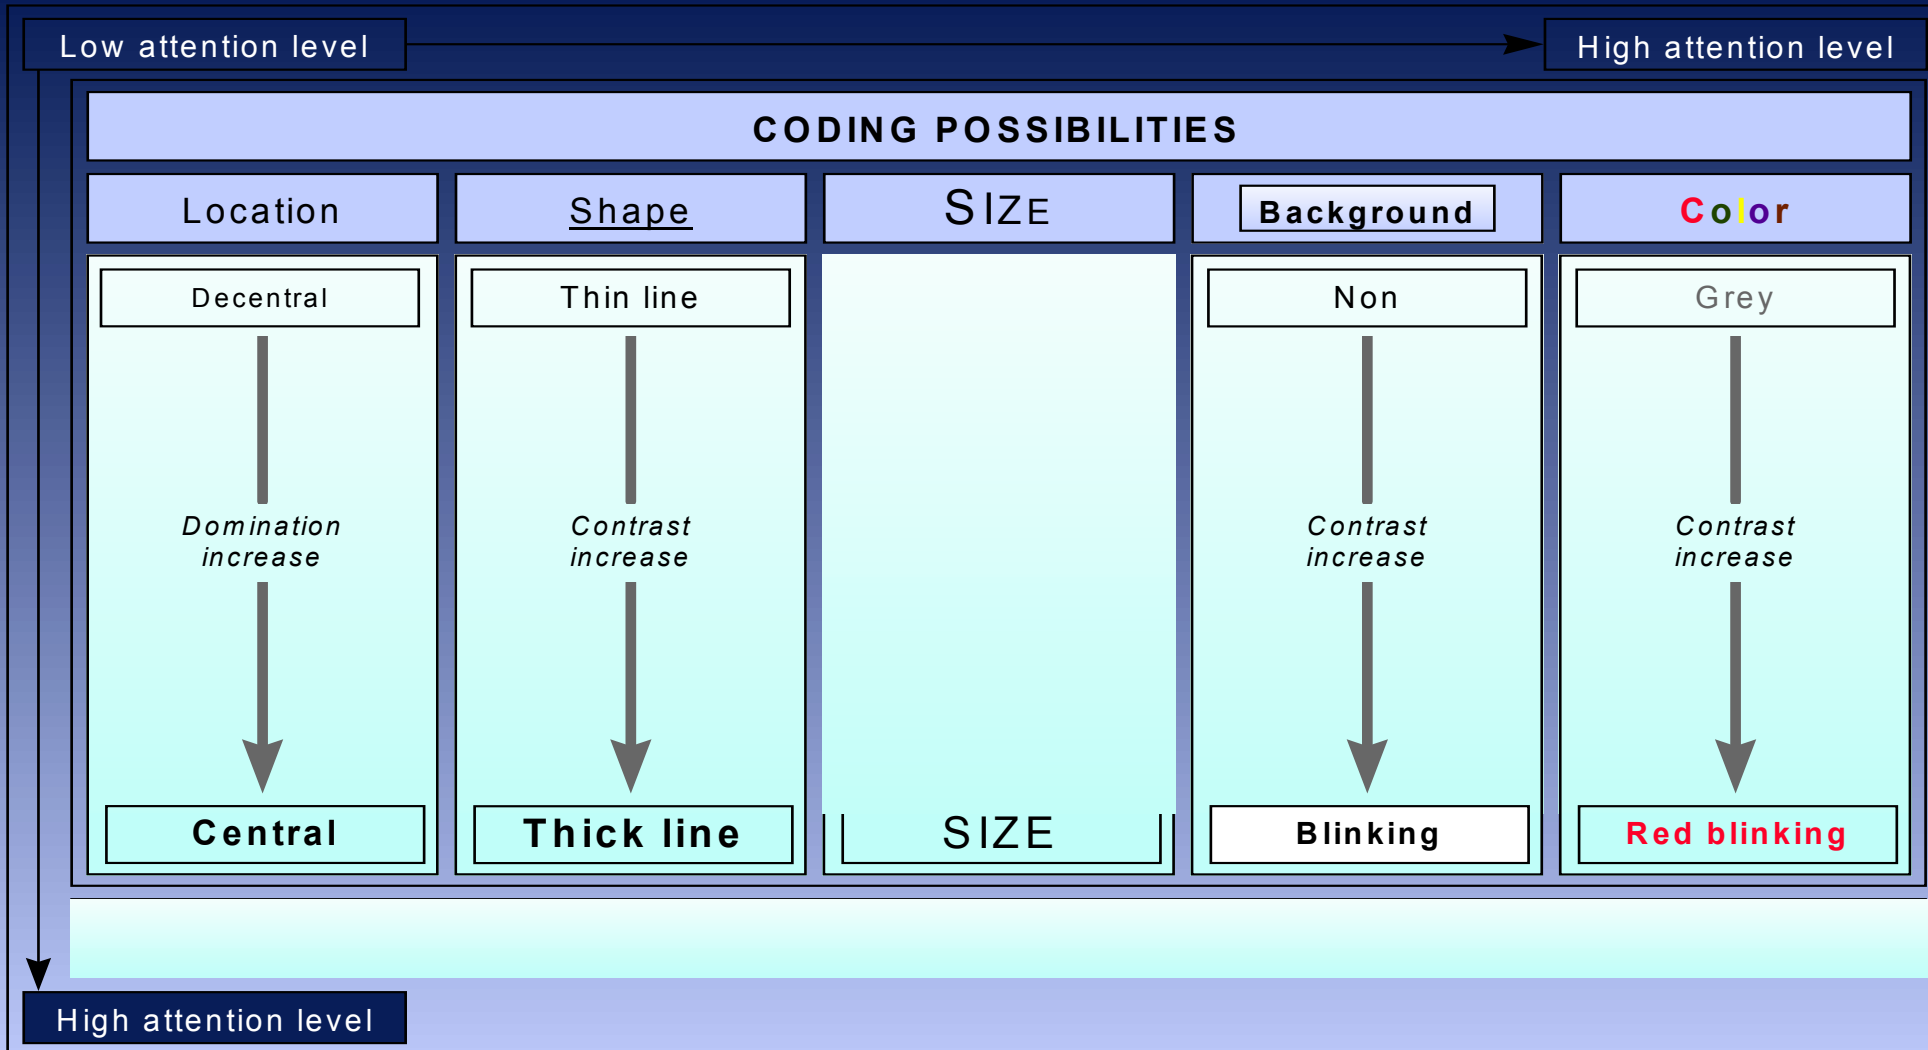 Low attention level
High attention level
CODING POSSIBILITIES
Location
Shape
SIZE
Background
Color
Decentral
Thin line
Non
Grey
Domination
increase
Contrast
increase
Contrast
increase
Contrast
increase
Central
Thick line
SIZE
Blinking
Red blinking
High attention level